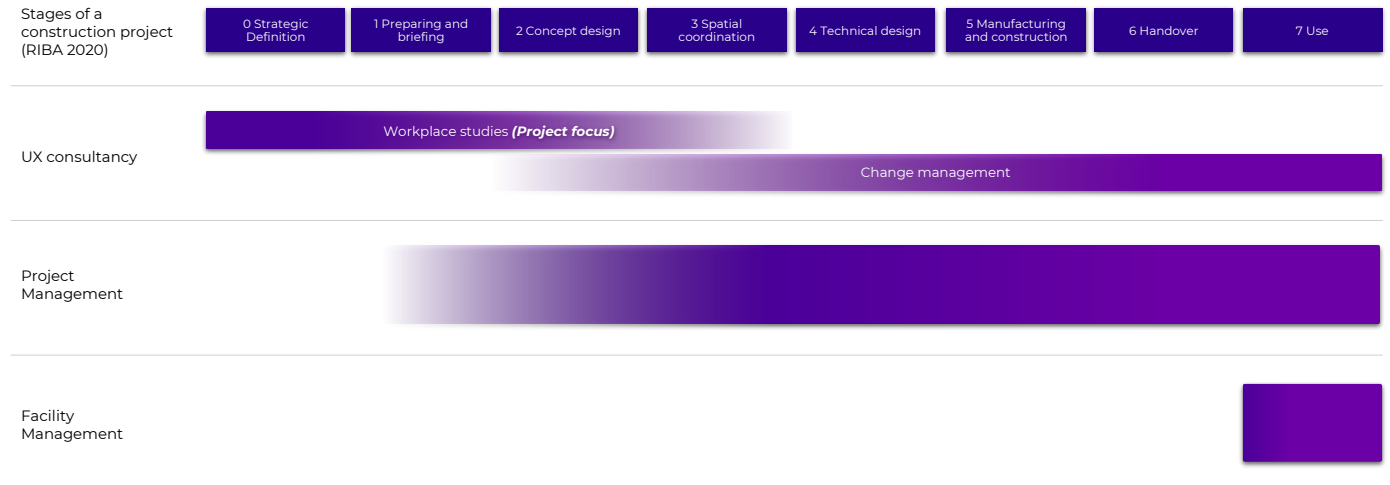 Stages of a
construction project
(RIBA 2020)
0 Strategic
Definition
1 Preparing and
briefing
2 Concept design
3 Spatial
coordination
4 Technical design
5 Manufacturing
and construction
6 Handover
7 Use
UX consultancy
Workplace studies (Project focus)
Change management
Project
Management
Facility
Management